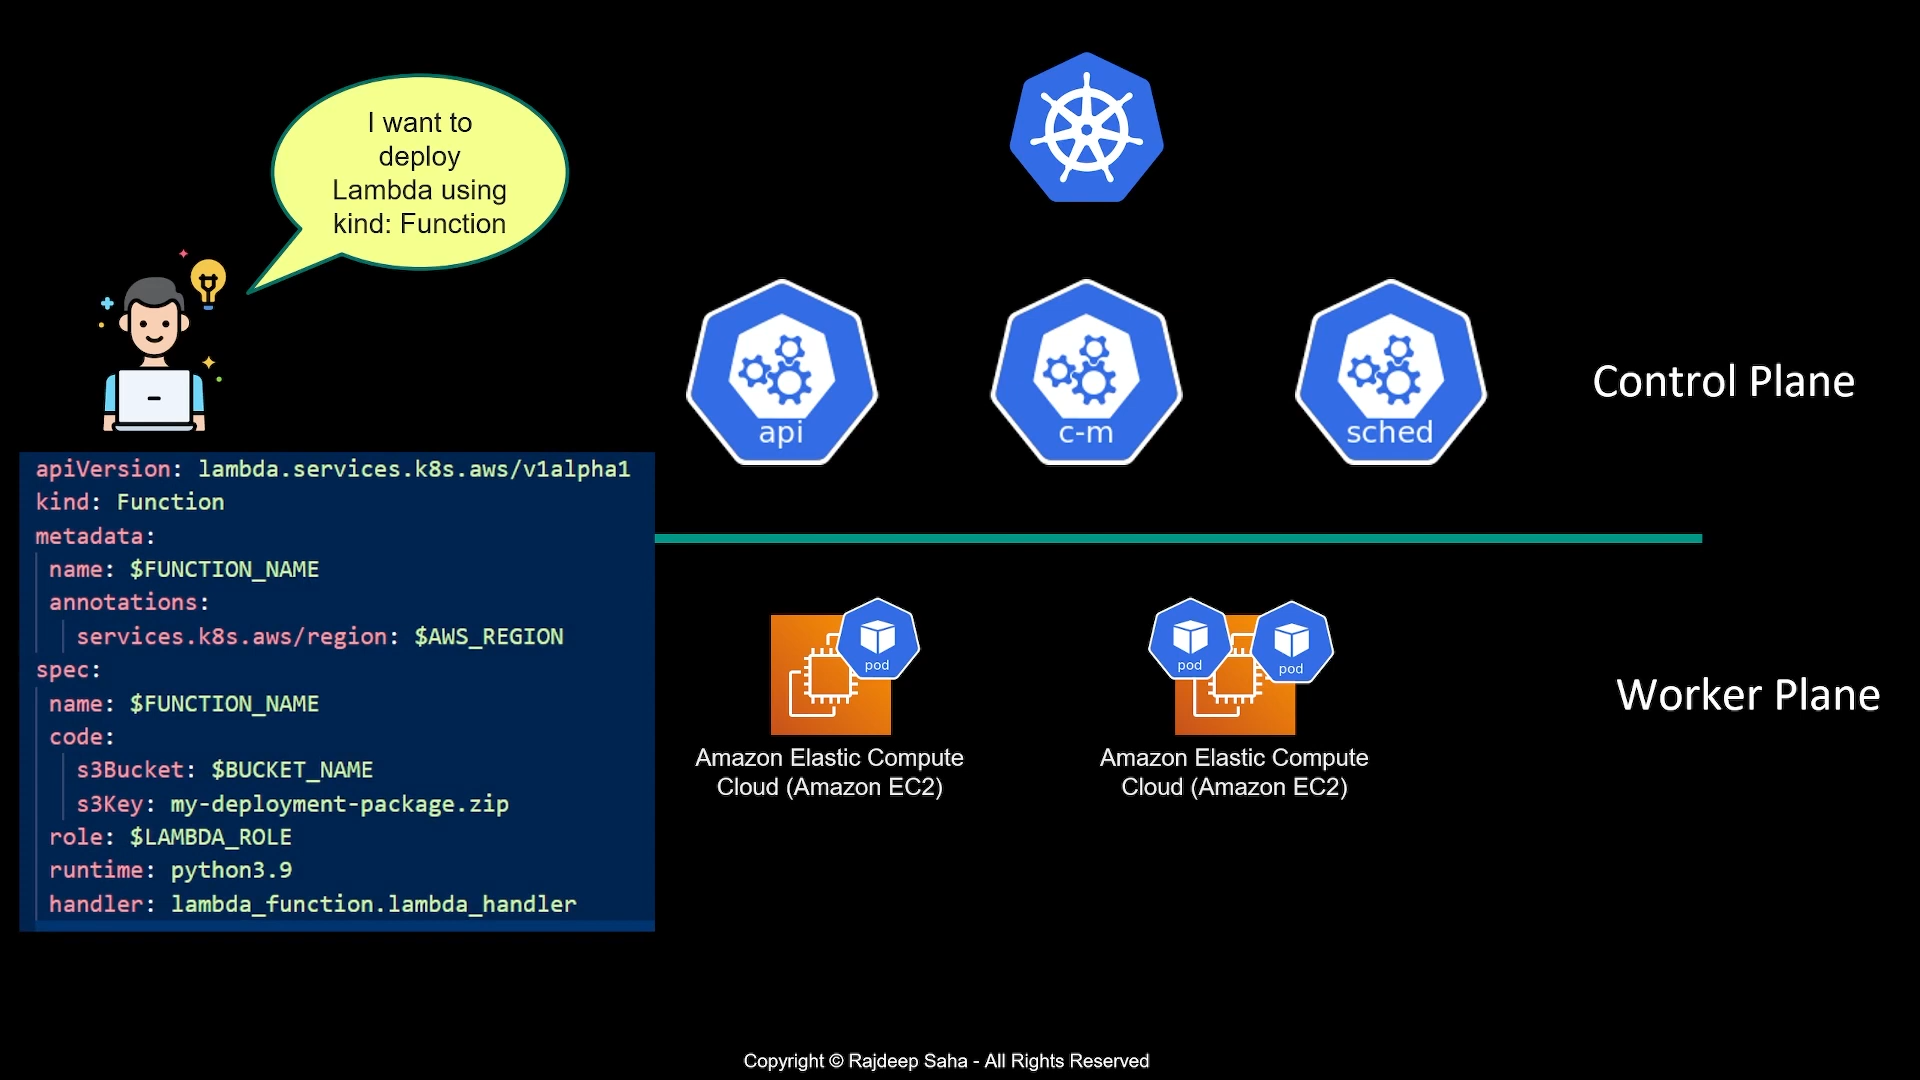 I want to
deploy
Lambda using
kind: Function
apiVersion: lambda.services.k8s.aws/v1alpha1
kind: Function
metadata:
name: $FUNCTION_NAME
annotations:
services.k8s.aws/region: $AWS_REGION
spec:
name: $FUNCTION_NAME
code:
s3Bucket: $BUCKET_NAME
s3Key: my-deployment-package.zip
role: $LAMBDA_ROLE
runtime: python3.9
handler: lambda_function.lambda_handler
api
c-m
sched
Control Plane
pod
pod
pod
Amazon Elastic Compute
Cloud (Amazon EC2)
Amazon Elastic Compute
Cloud (Amazon EC2)
Worker Plane
Copyright © Rajdeep Saha - All Rights Reserved